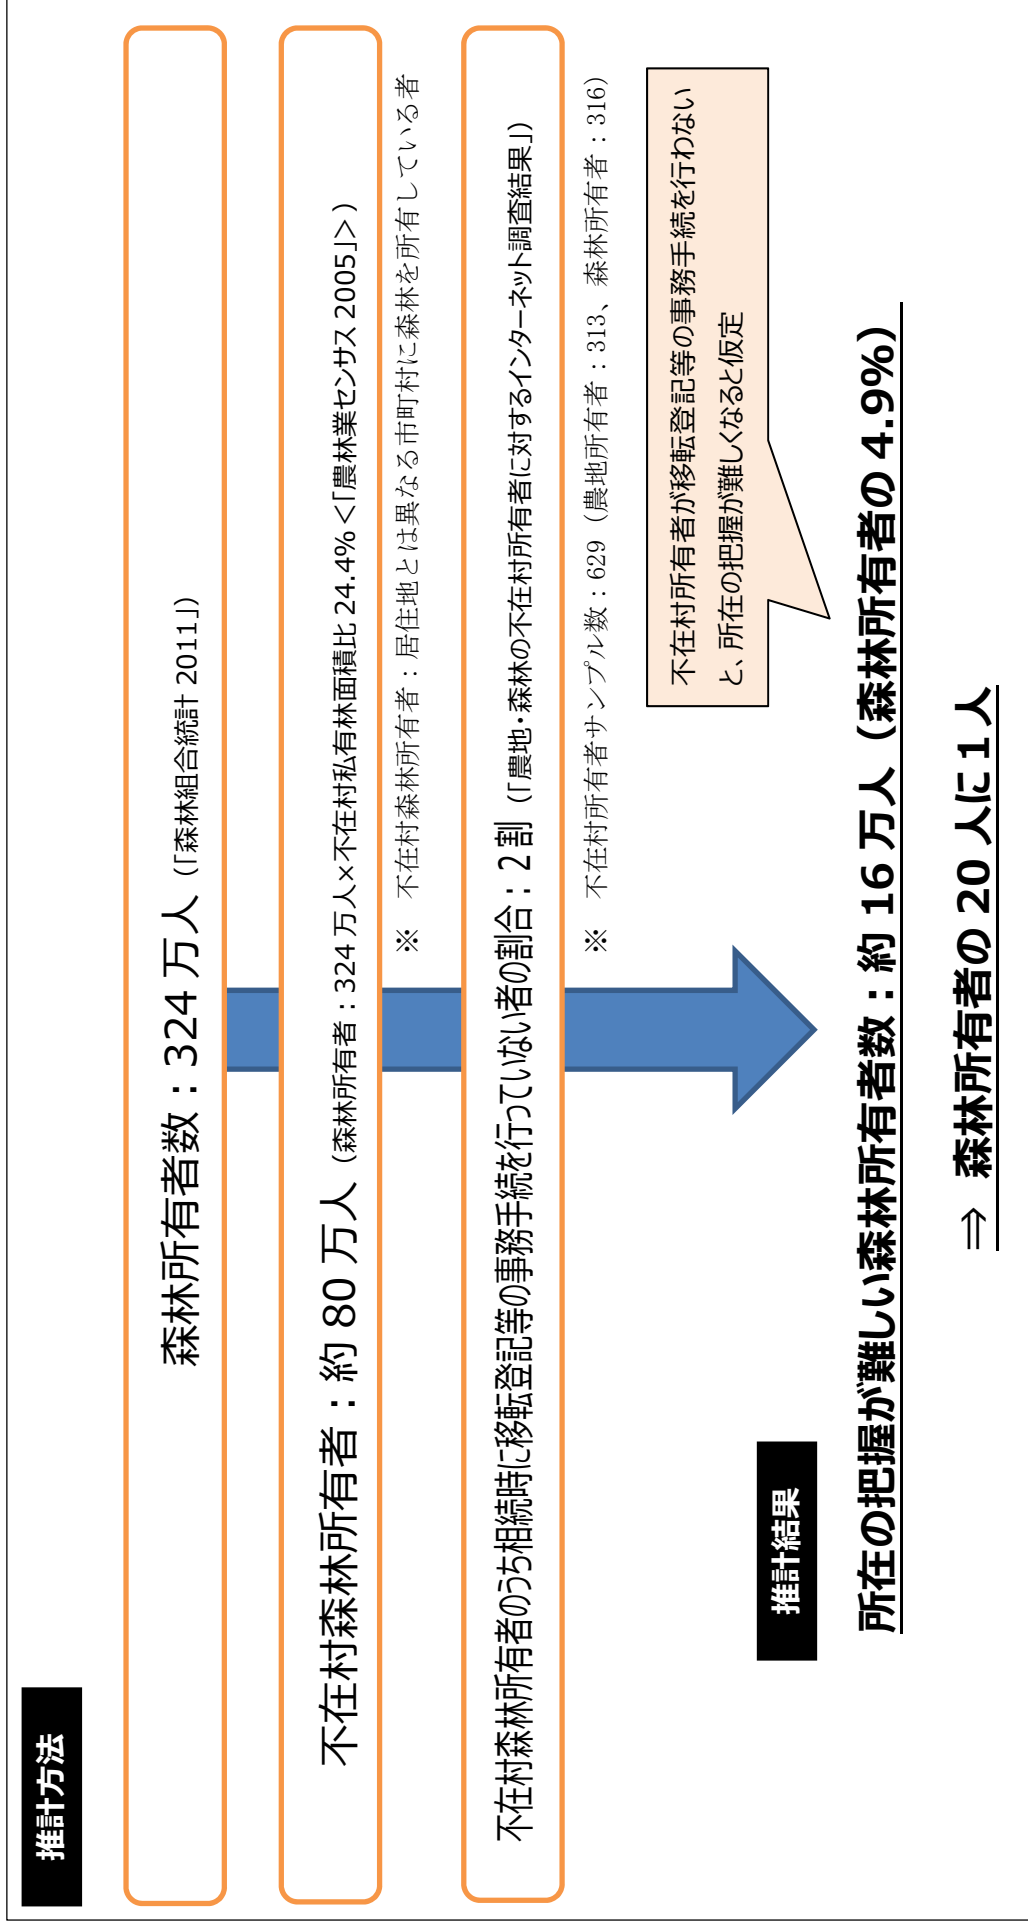 推計方法
森林所有者数：324 万人（「森林組合統計 2011」）
不在村森林所有者：約 80 万人（森林所有者：324 万人×不在村私有林面積比 24.4%＜「農林業センサス 2005」＞）
※　不在村森林所有者：居住地とは異なる市町村に森林を所有している者
不在村森林所有者のうち相続時に移転登記等の事務手続を行っていない者の割合：２割（「農地・森林の不在村所有者に対するインターネット調査結果」）
※　不在村所有者サンプル数：629（農地所有者：313、森林所有者：316）
不在村所有者が移転登記等の事務手続を行わない
と、所在の把握が難しくなると仮定
推計結果
所在の把握が難しい森林所有者数：約 16 万人（森林所有者の 4.9%）
⇒ 森林所有者の 20 人に 1 人